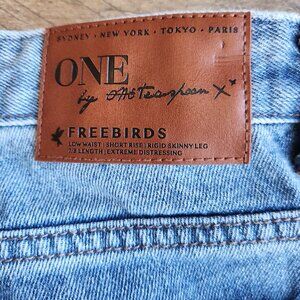 SYDNEY • NEW YORK • TOKYO • PARIS
ONE
by oneteaspoon X
FREEBIRDS
LOW WAIST | SHORT RISE | RIGID SKINNY LEG
7/8 LENGTH | EXTREME DISTRESSING